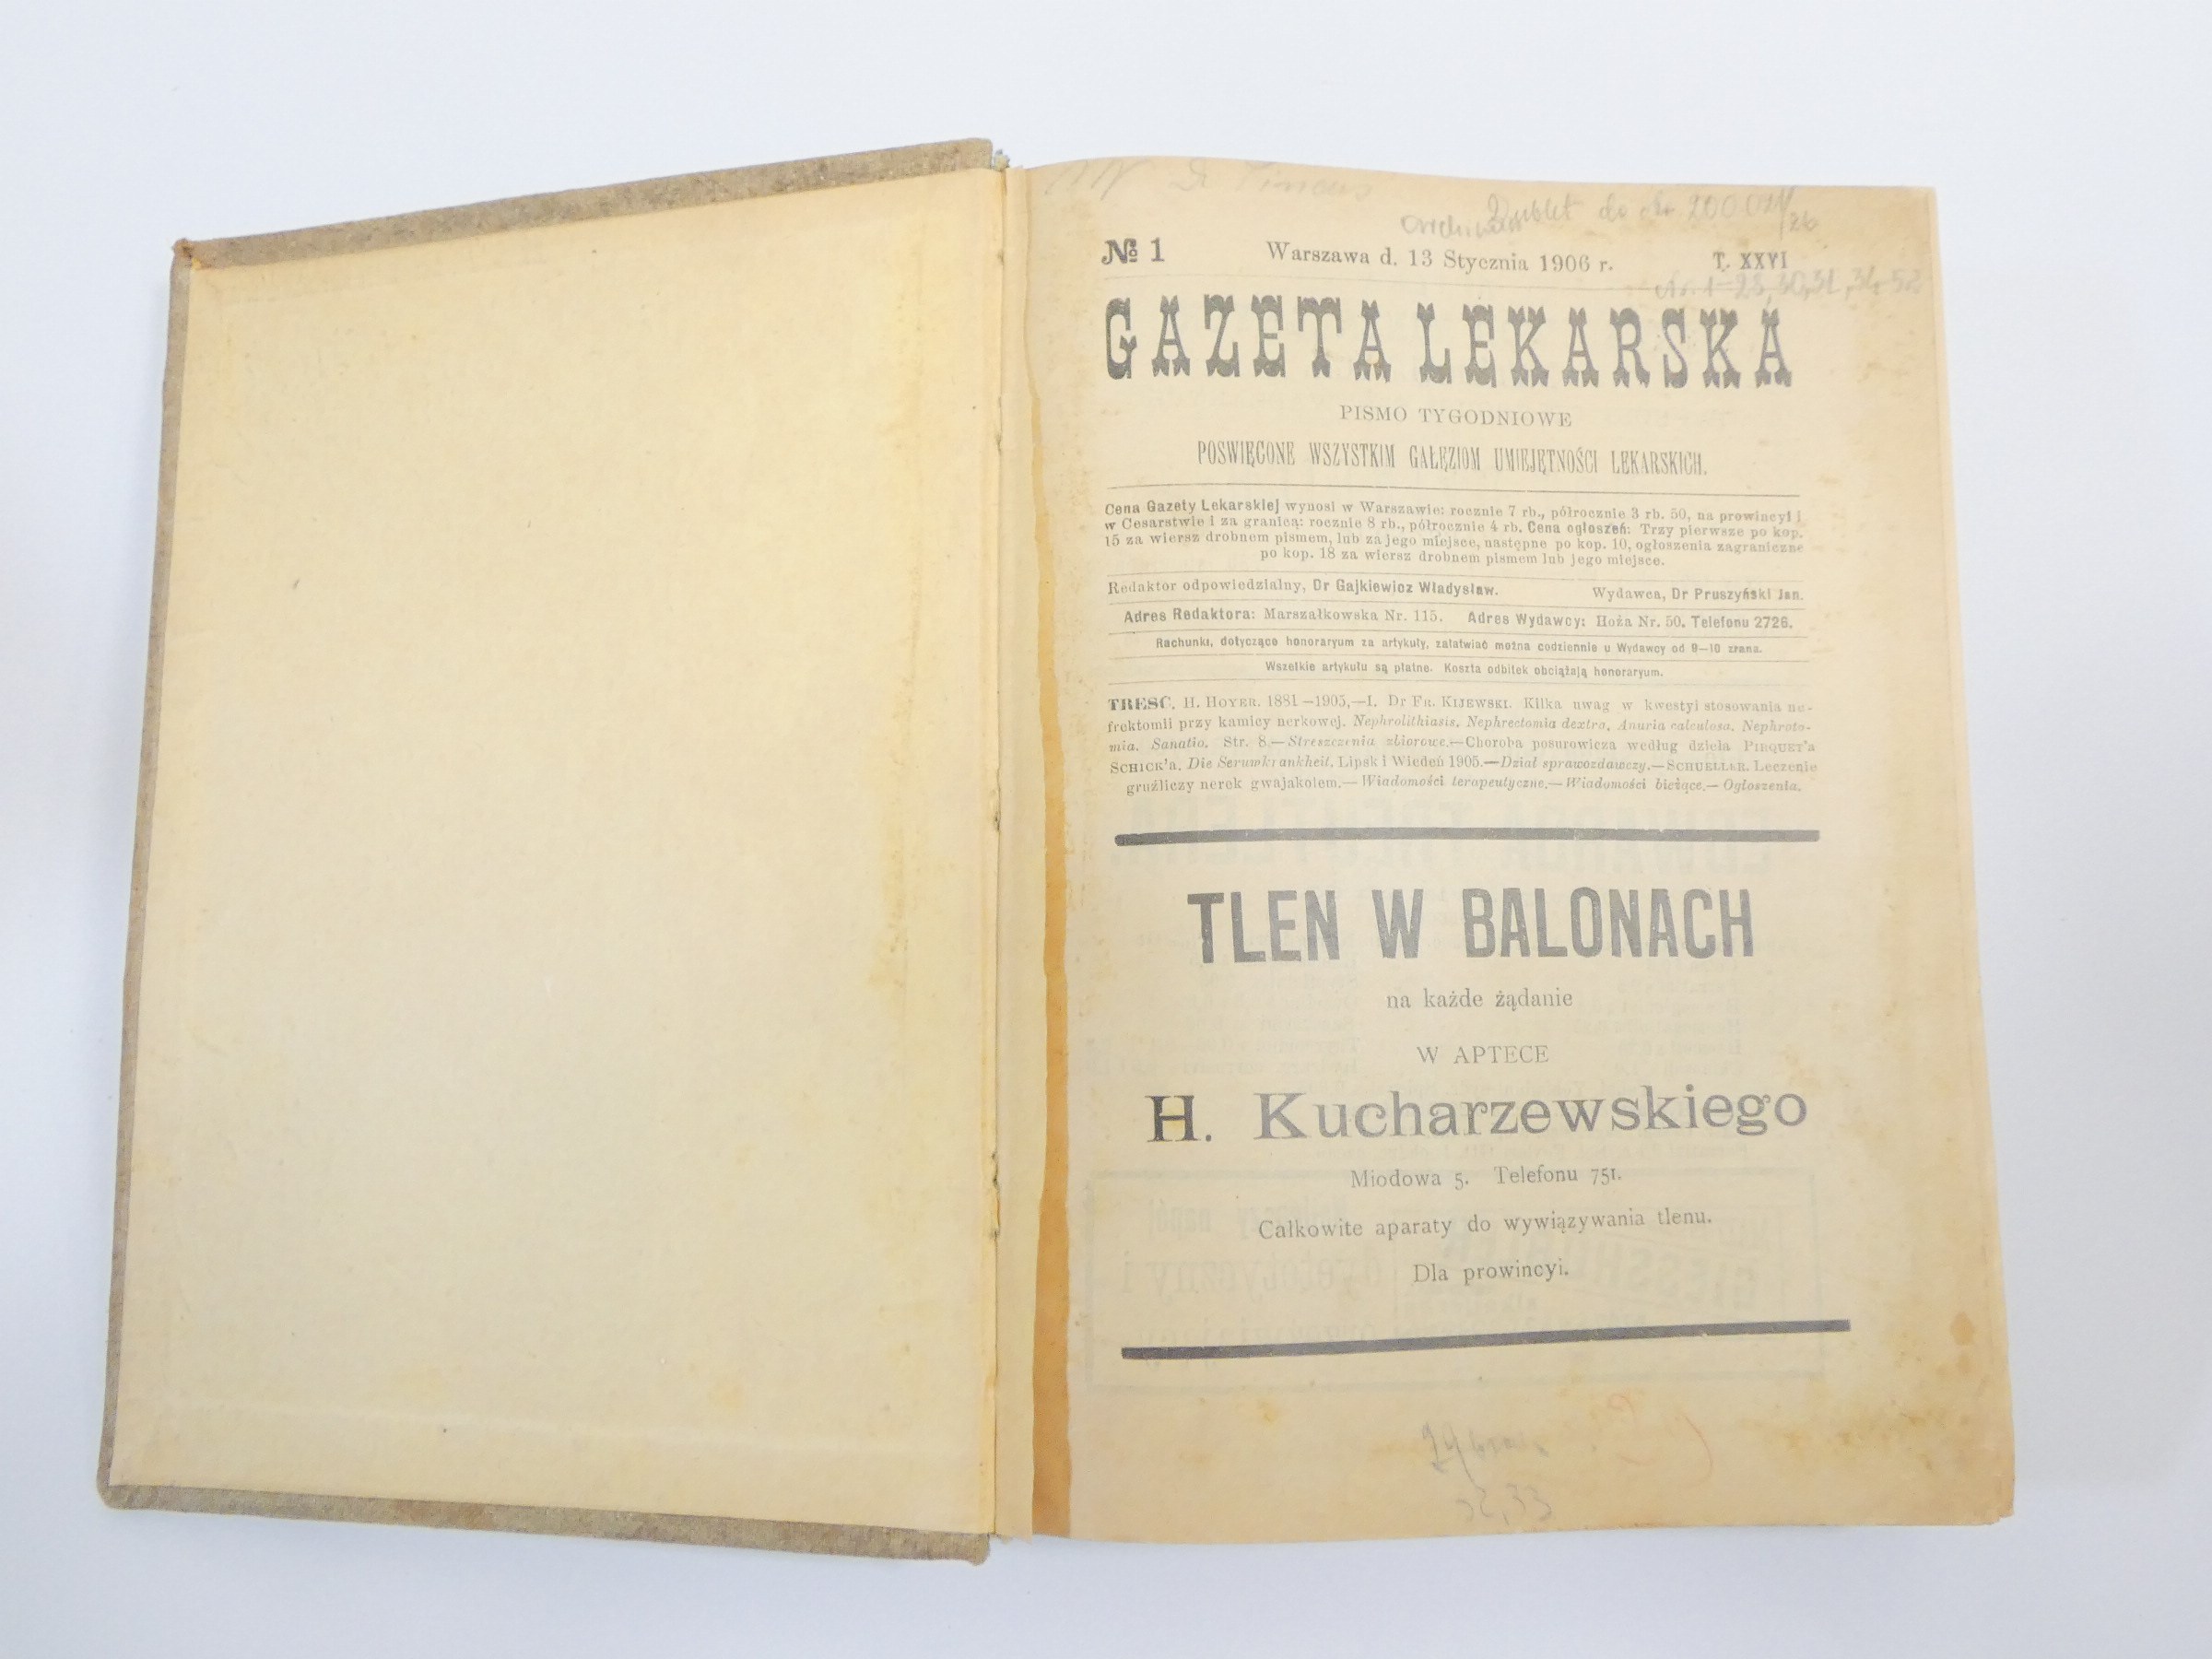 Dublet do
№ 1 Warszawa d. 13 Stycznia 1906 r. T. XXVI
GAZETA LEKARSKA
PISMO TYGODNIOWE
POŚWIĘCONE WSZYSTKIM GAŁĘZIOM UMIEJĘTNOŚCI LEKARSKICH.
Cena Gazety Lekarskiej wynosi w Warszawie: rocznie 7 rb., półrocznie 3 rb. 50, na prowincyi i
w Cesarstwie i za granicą: rocznie 8 rb., półrocznie 4 rb. Cena ogłoszeń: Trzy pierwsze po kop.
15 za wiersz drobnem pismem, lub za jego miejsce, następne po kop. 10, ogłoszenia zagraniczne
po kop. 18 za wiersz drobnem pismem lub jego miejsce.
Redaktor odpowiedzialny, Dr Gajkiewicz Władysław. Wydawca, Dr Pruszyński Jan.
Adres Redaktora: Marszałkowska Nr. 115. Adres Wydawcy: Hoża Nr. 50. Telefonu 2726.
Rachunki, dotyczące honoraryum za artykuły, załatwiać można codziennie u Wydawcy od 9—10 zrana.
Wszelkie artykułu są płatne. Koszta odbitek obciążają honoraryum.
TREŚĆ. H. HOYER. 1881—1905,—I. Dr FR. KIJEWSKI. Kilka uwag w kwestyi stosowania ne-
frektomii przy kamicy nerkowej. Nephrolithiasis. Nephrectomia dextra. Anuria calculosa. Nephroto-
mia. Sanatio. Str. 8.—Streszczenia zbiorowe.—Choroba posurowicza według dzieła PIRQUET'a
SCHICK'a. Die Serumkrankheit. Lipsk i Wiedeń 1905.—Dział sprawozdawczy.—SCHUELLER. Leczenie
gruźliczy nerek gwajakolem.—Wiadomości terapeutyczne.—Wiadomości bieżące.—Ogłoszenia.
TLEN W BALONACH
na każde żądanie
W APTECE
H. Kucharzewskiego
Miodowa 5. Telefonu 751.
Całkowite aparaty do wywiązywania tlenu.
Dla prowincyi.